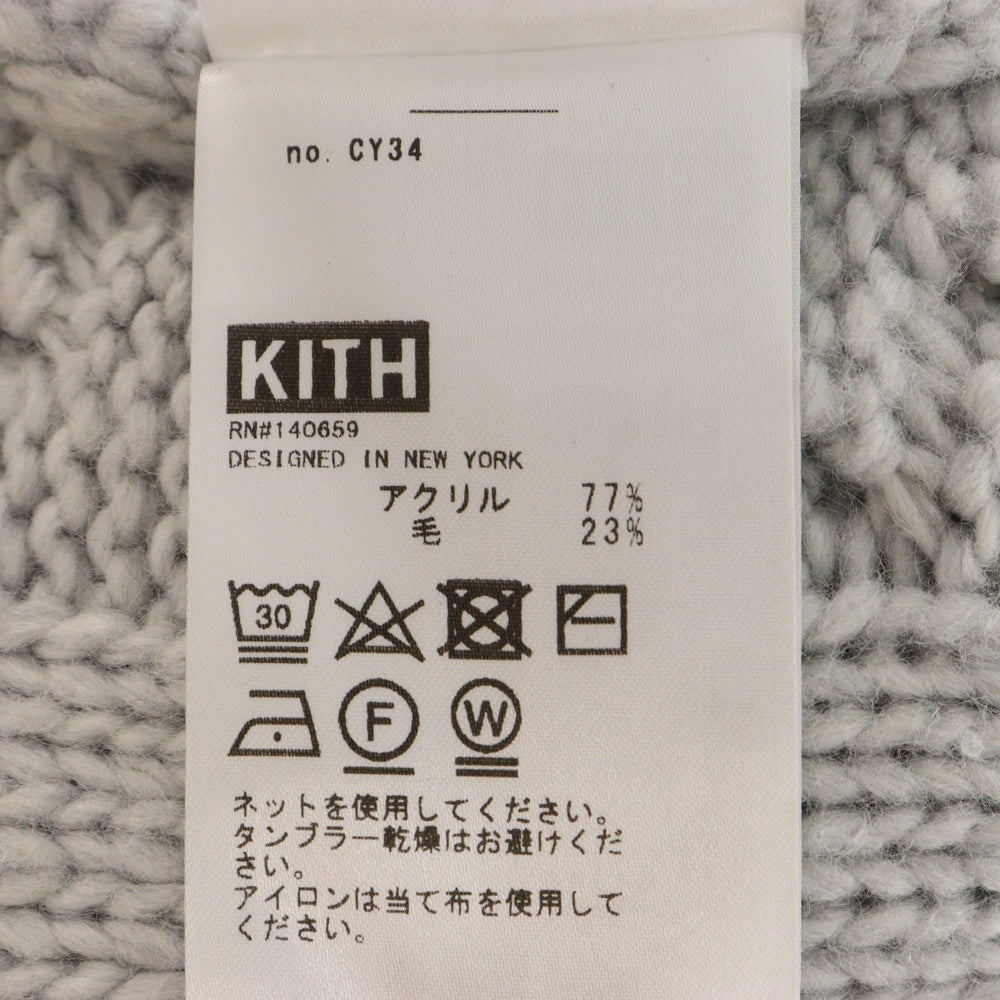 no. CY34
KITH
RN#140659
DESIGNED IN NEW YORK
アクリル 77%
毛 23%
30
F
W
ネットを使用してください。
タンブラー乾燥はお避けくだ
さい。
アイロンは当て布を使用して
ください。